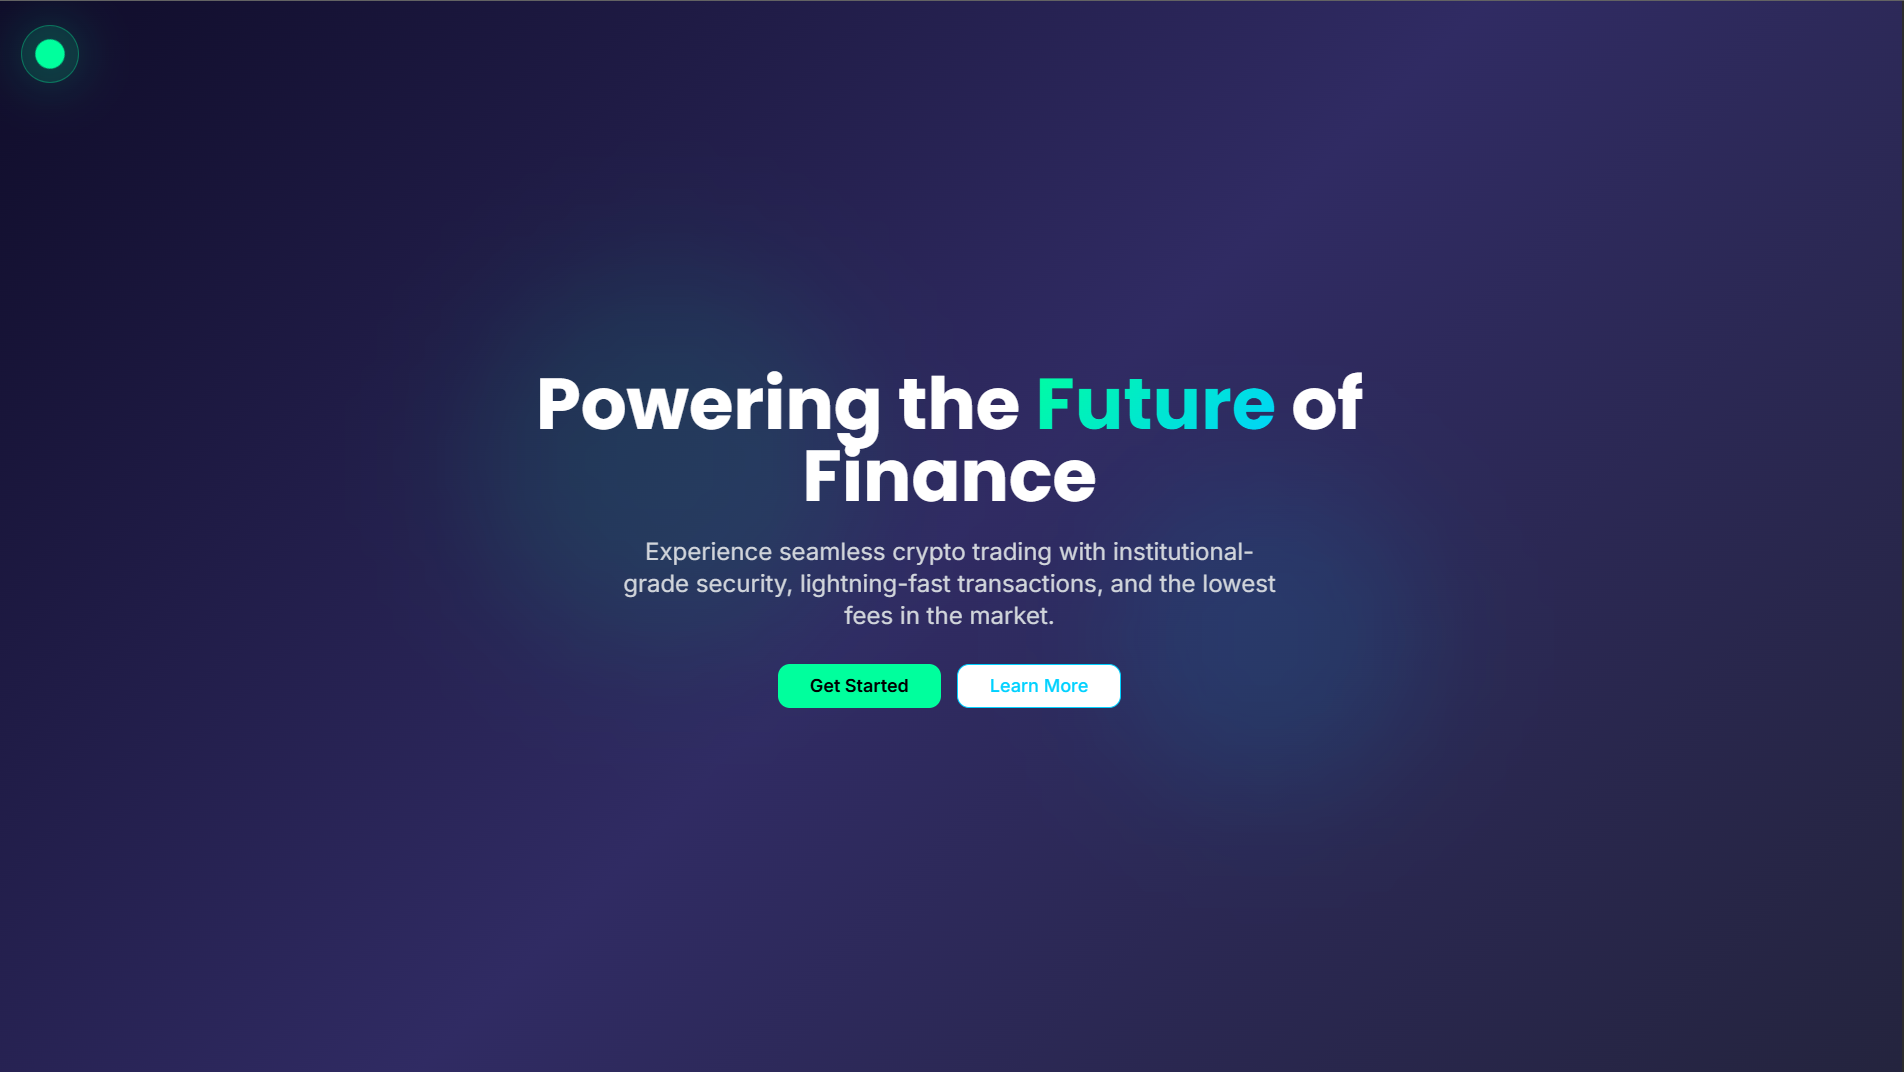 Powering the Future of
Finance
Experience seamless crypto trading with institutional-
grade security, lightning-fast transactions, and the lowest
fees in the market.
Get Started
Learn More